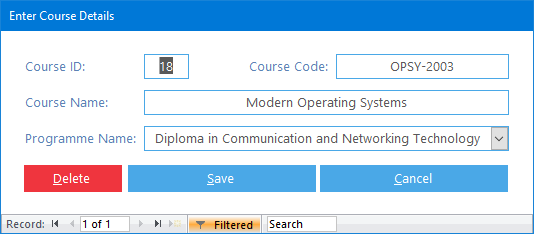 Enter Course Details
Course ID: 18 Course Code: OPSY-2003
Course Name: Modern Operating Systems
Programme Name: Diploma in Communication and Networking Technology
Delete Save Cancel
Record: 1 of 1 Filtered Search